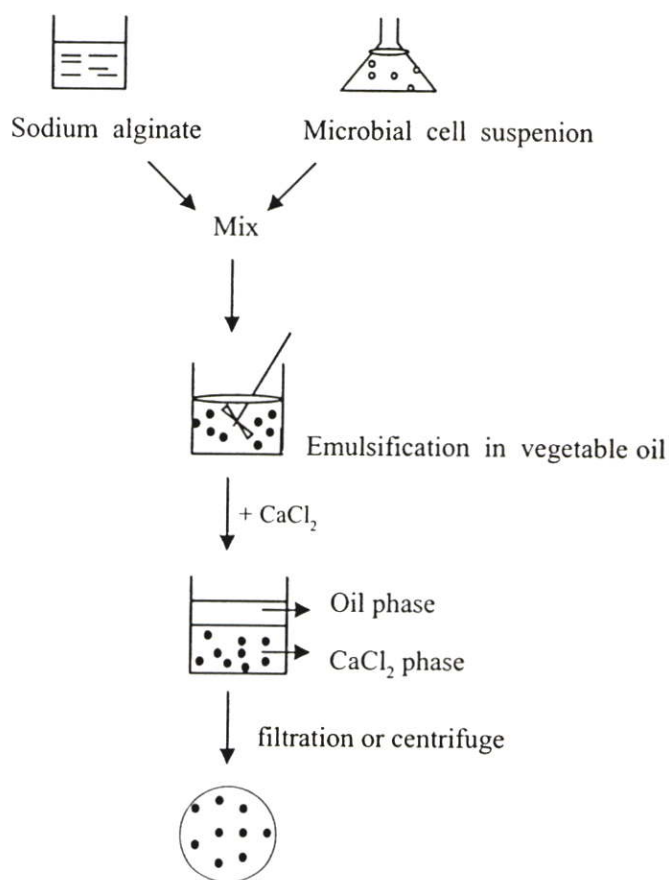 Sodium alginate
Microbial cell suspenion
Mix
Emulsification in vegetable oil
+ CaCl₂
Oil phase
CaCl₂ phase
filtration or centrifuge